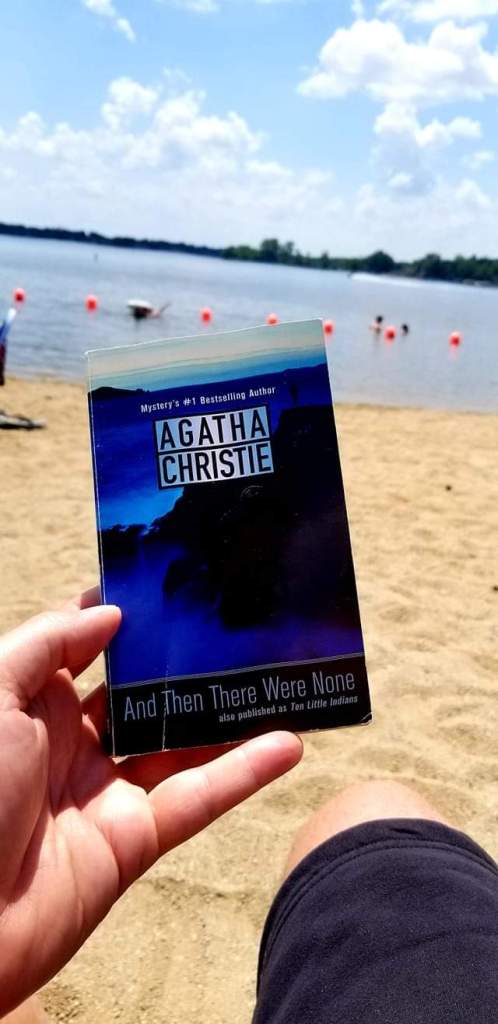 Mystery's #1 Bestselling Author
AGATHA
CHRISTIE
And Then There Were None
also published as Ten Little Indians